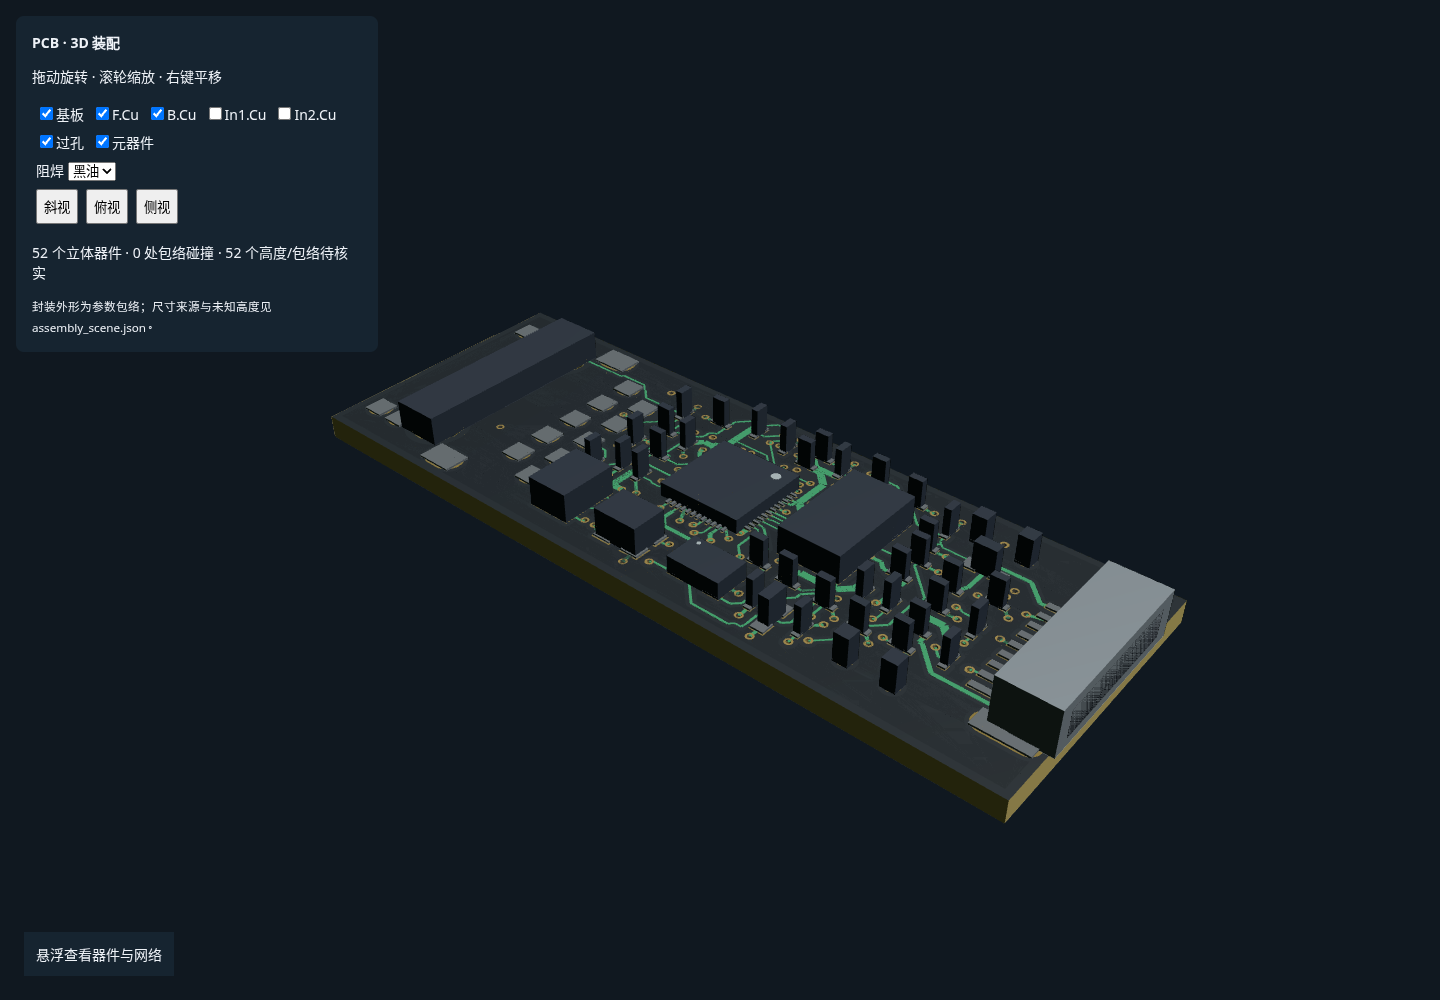 PCB · 3D 装配
拖动旋转 · 滚轮缩放 · 右键平移
基板 F.Cu B.Cu In1.Cu In2.Cu
过孔 元器件
阻焊 黑油
斜视 俯视 侧视
52 个立体器件 · 0 处包络碰撞 · 52 个高度/包络待核
实
封装外形为参数包络；尺寸来源与未知高度见
assembly_scene.json。
悬浮查看器件与网络